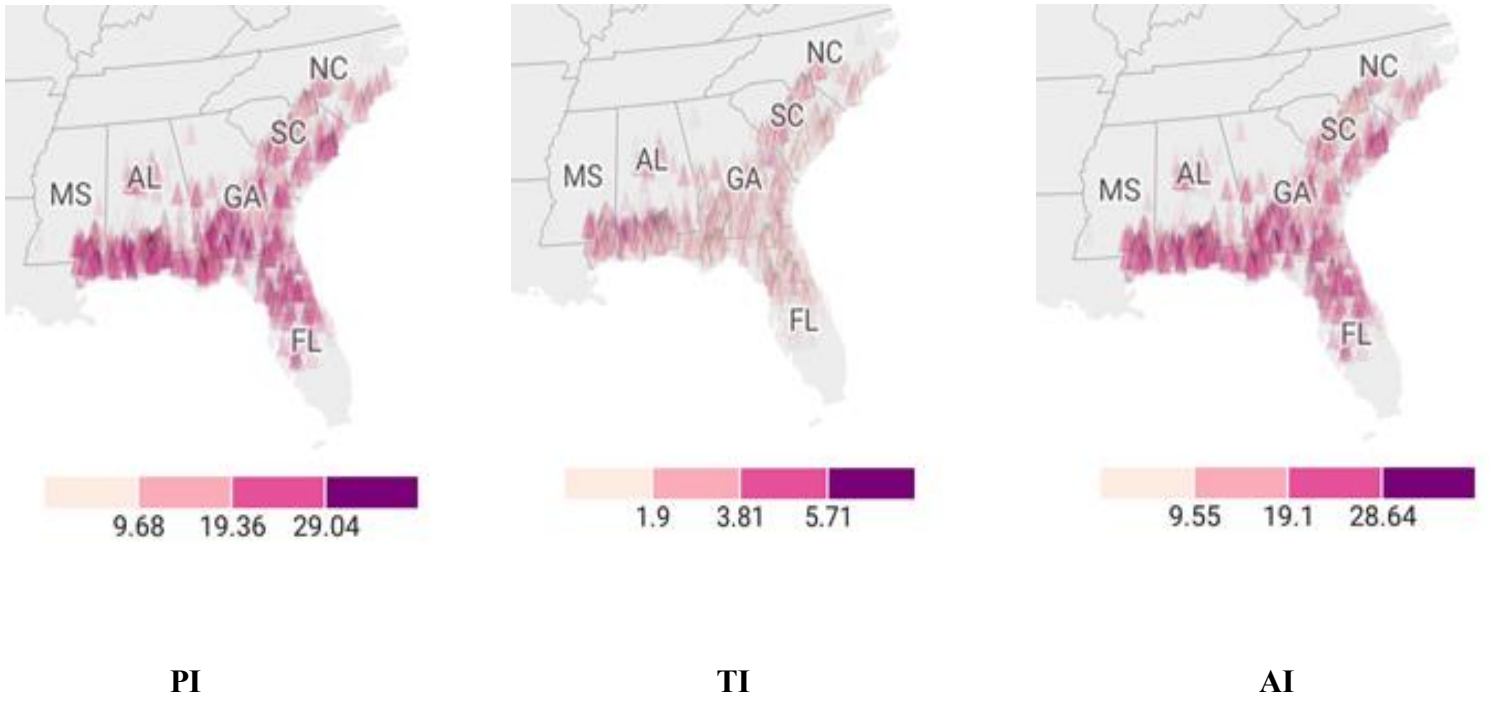 NC
SC
AL
MS
GA
FL
9.68 19.36 29.04
PI
NC
SC
AL
MS
GA
FL
1.9 3.81 5.71
TI
NC
SC
AL
MS
GA
FL
9.55 19.1 28.64
AI